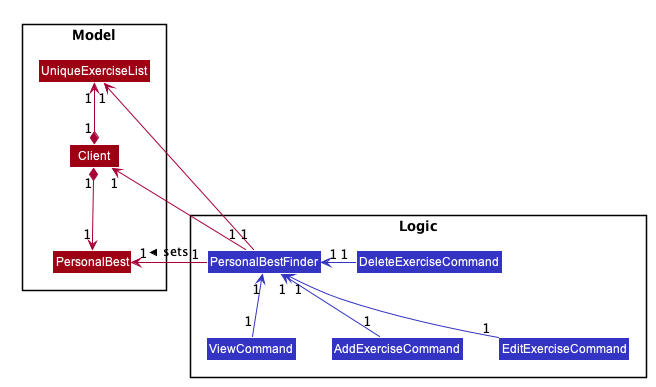 Model
UniqueExerciseList
1 1
1
Client
1 1
1 1 1
Logic
1 ◄ sets 1
PersonalBest
PersonalBestFinder
1 1
DeleteExerciseCommand
1 1 1
1 1 1
ViewCommand
AddExerciseCommand
EditExerciseCommand